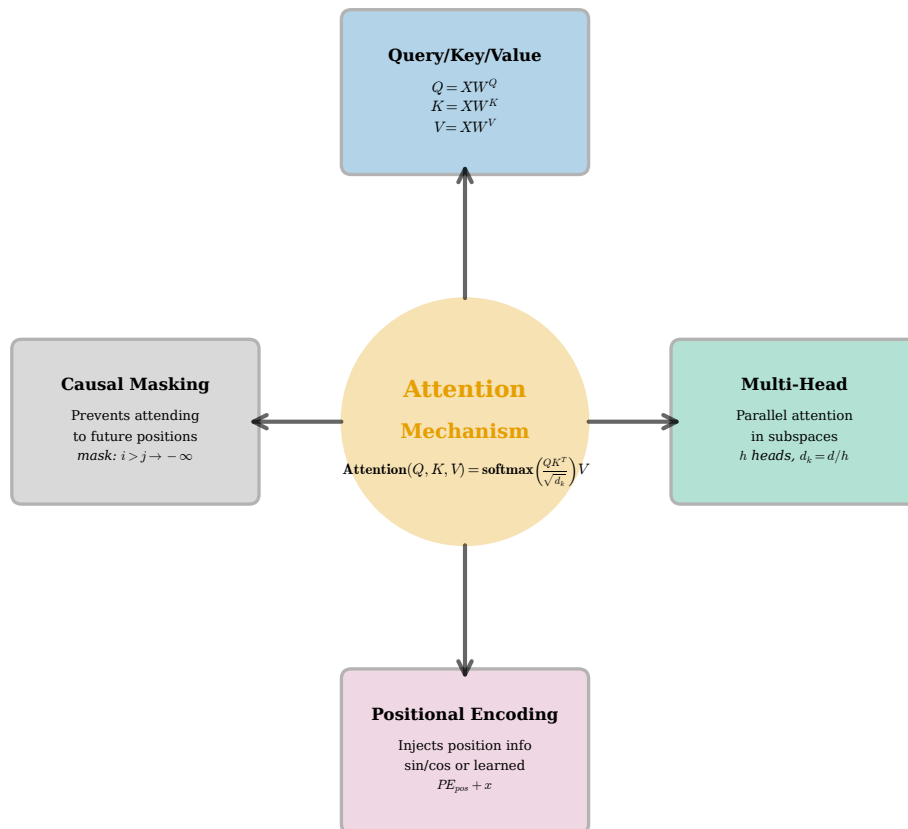 Query/Key/Value
Q = XW^Q
K = XW^K
V = XW^V
Causal Masking
Prevents attending
to future positions
mask: i > j → − ∞
Attention
Mechanism
Attention(Q, K, V) = softmax(QK^T/√d_k)V
Multi-Head
Parallel attention
in subspaces
h heads, d_k = d/h
Positional Encoding
Injects position info
sin/cos or learned
PE_pos + x